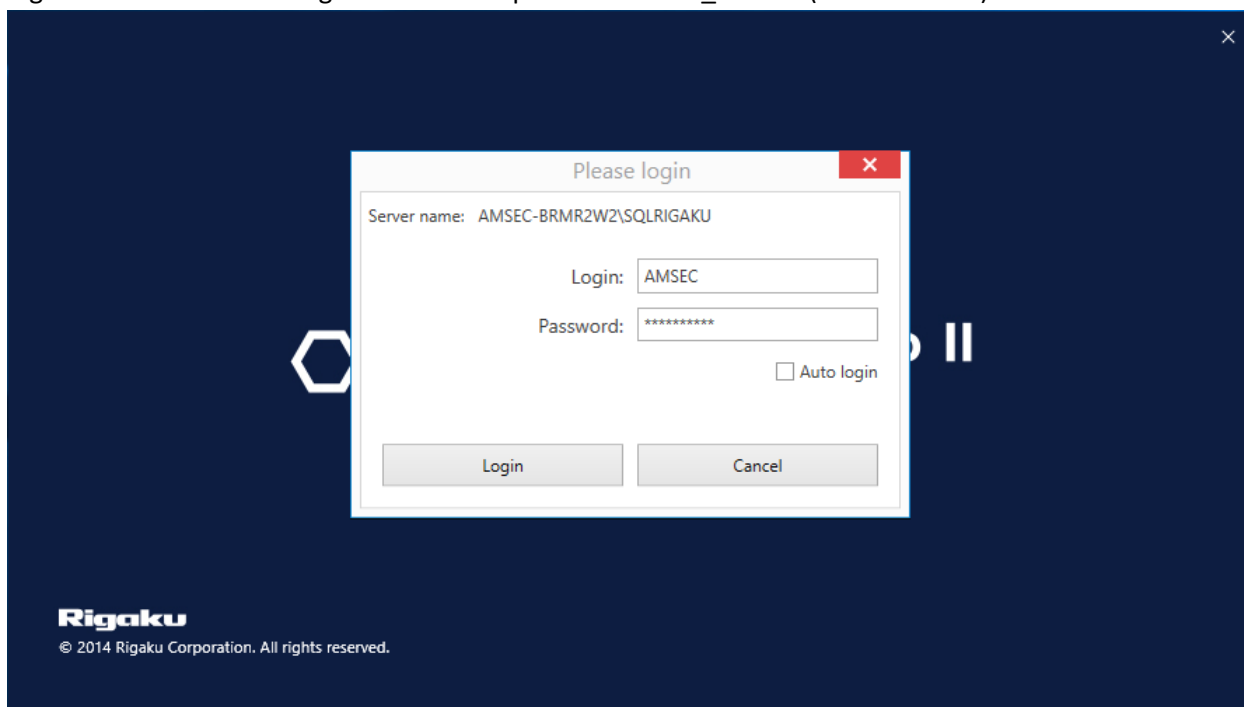 Please login
Server name: AMSEC-BRMR2W2\SQLRIGAKU
Login: AMSEC
Password: **********
Auto login
II
Login Cancel
Rigaku
© 2014 Rigaku Corporation. All rights reserved.